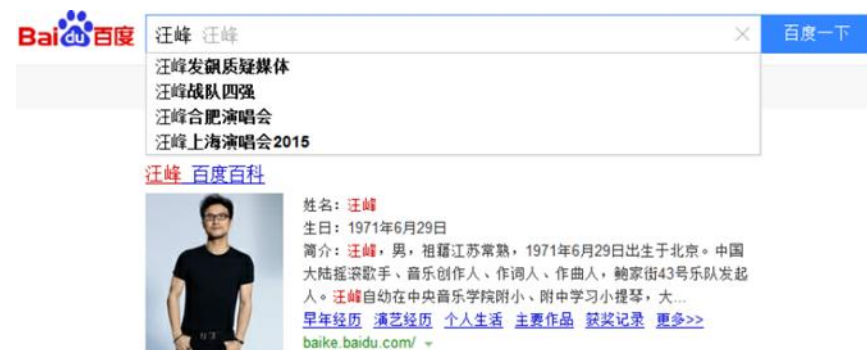 Bai du 百度 汪峰 汪峰 百度一下
汪峰发飙质疑媒体
汪峰战队四强
汪峰合肥演唱会
汪峰上海演唱会2015
汪峰_百度百科
姓名：汪峰
生日：1971年6月29日
简介：汪峰，男，祖籍江苏常熟，1971年6月29日出生于北京。中国
大陆摇滚歌手、音乐创作人、作词人、作曲人，鲍家街43号乐队发起
人。汪峰自幼在中央音乐学院附小、附中学习小提琴，大...
早年经历 演艺经历 个人生活 主要作品 获奖记录 更多>>
baike.baidu.com/